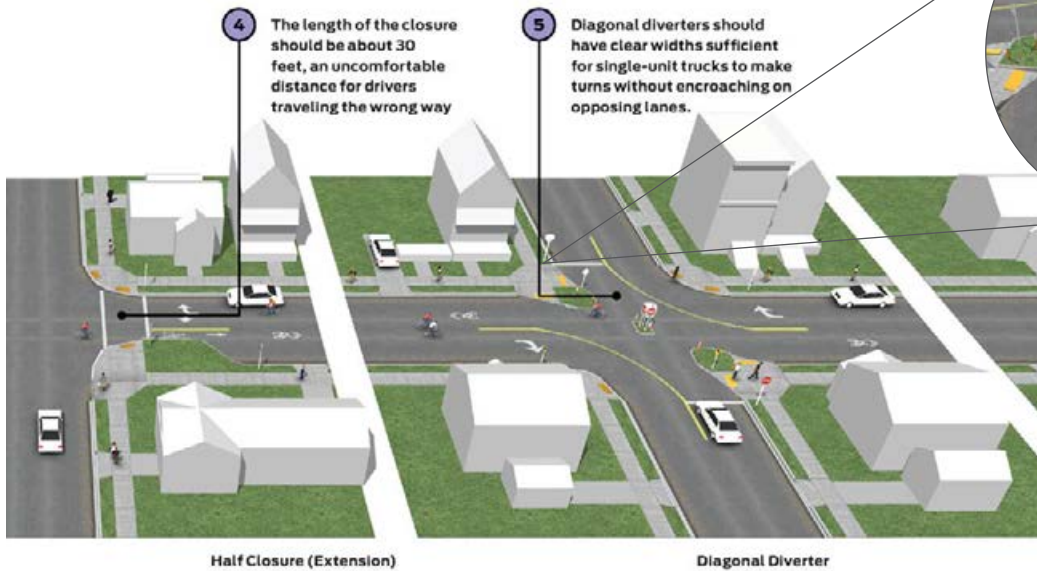 4
The length of the closure
should be about 30
feet, an uncomfortable
distance for drivers
traveling the wrong way
5
Diagonal diverters should
have clear widths sufficient
for single-unit trucks to make
turns without encroaching on
opposing lanes.
Half Closure (Extension)
Diagonal Diverter